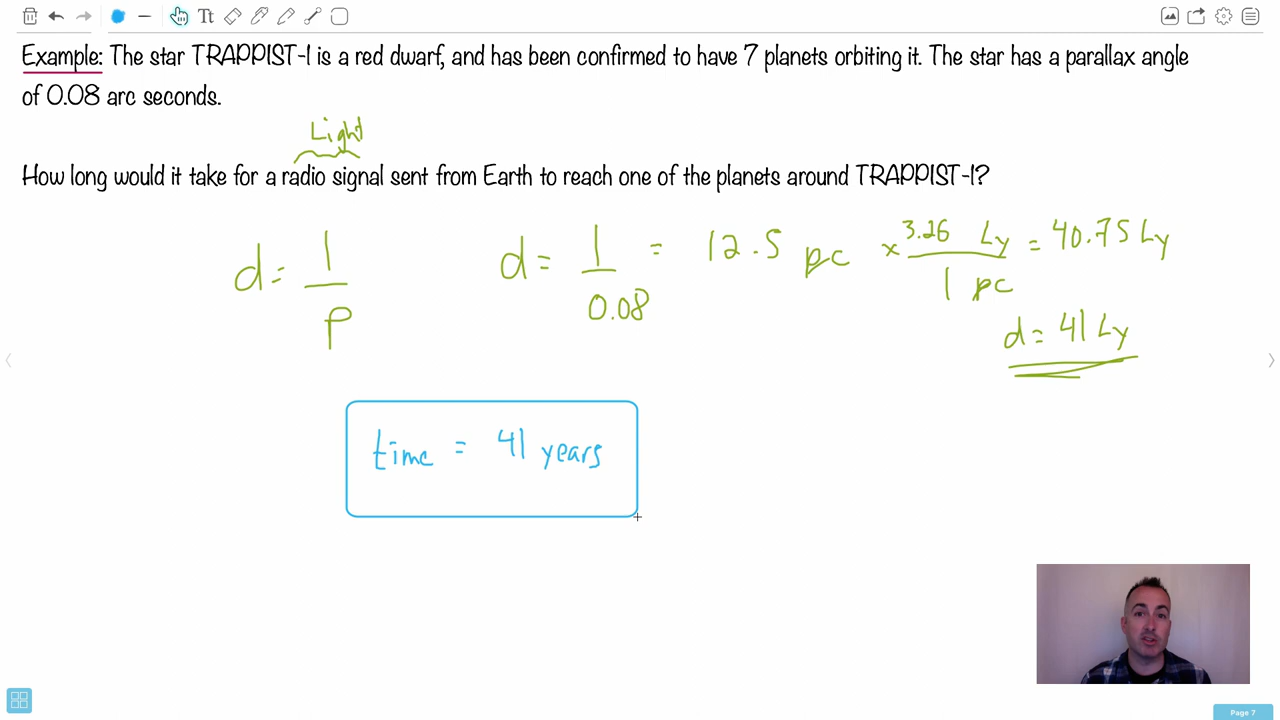 Tt
Example: The star TRAPPIST-1 is a red dwarf, and has been confirmed to have 7 planets orbiting it. The star has a parallax angle
of 0.08 arc seconds.
Light
How long would it take for a radio signal sent from Earth to reach one of the planets around TRAPPIST-1?
d = 1/p
d = 1/0.08 = 12.5 pc × 3.26 Ly/1 pc = 40.75 Ly
d = 41 Ly
time = 41 years
Page 7